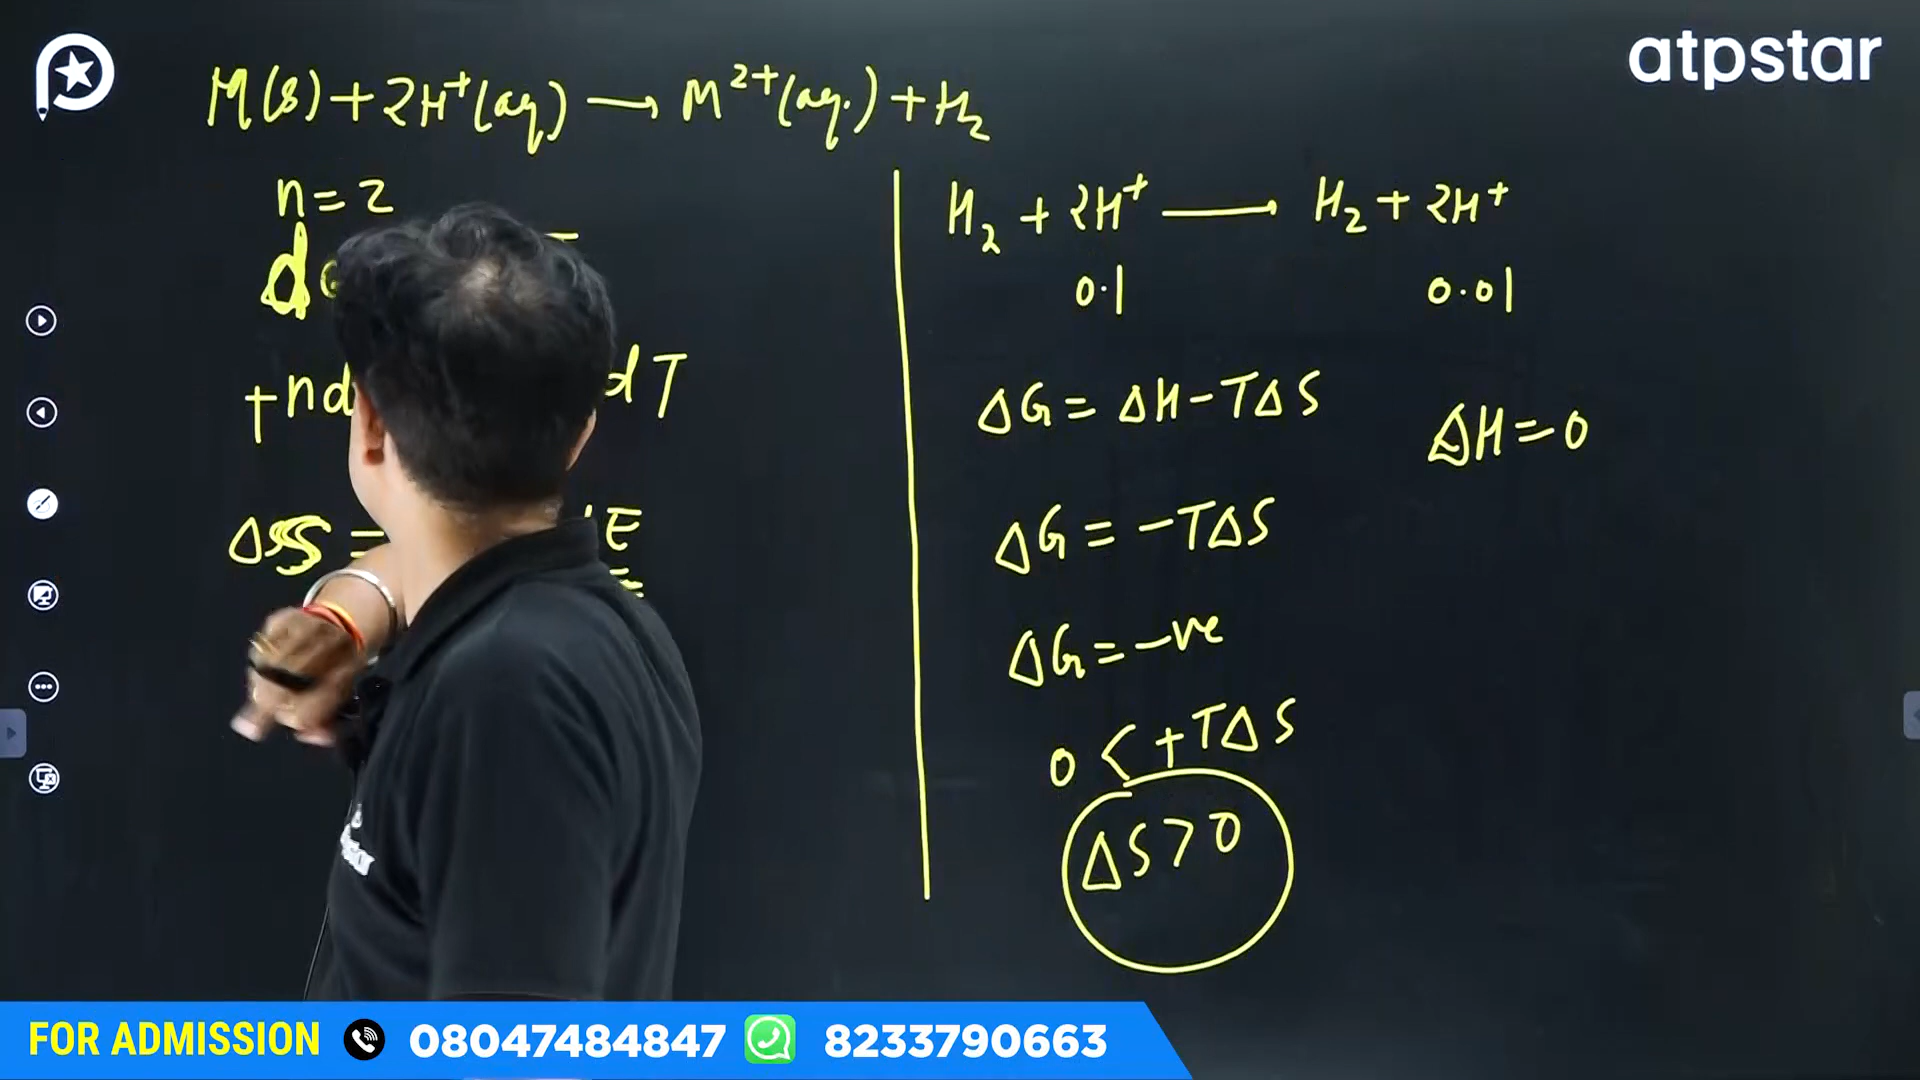 atpstar
M(s) + 2H⁺(aq) → M²⁺(aq.) + H₂
n = 2
d
+nd dT
ΔS = E
H₂ + 2H⁺ → H₂ + 2H⁺
0.1 0.01
ΔG = ΔH - TΔS
ΔH = 0
ΔG = -TΔS
ΔG = -ve
0 < +TΔS
ΔS > 0
FOR ADMISSION 08047484847 8233790663